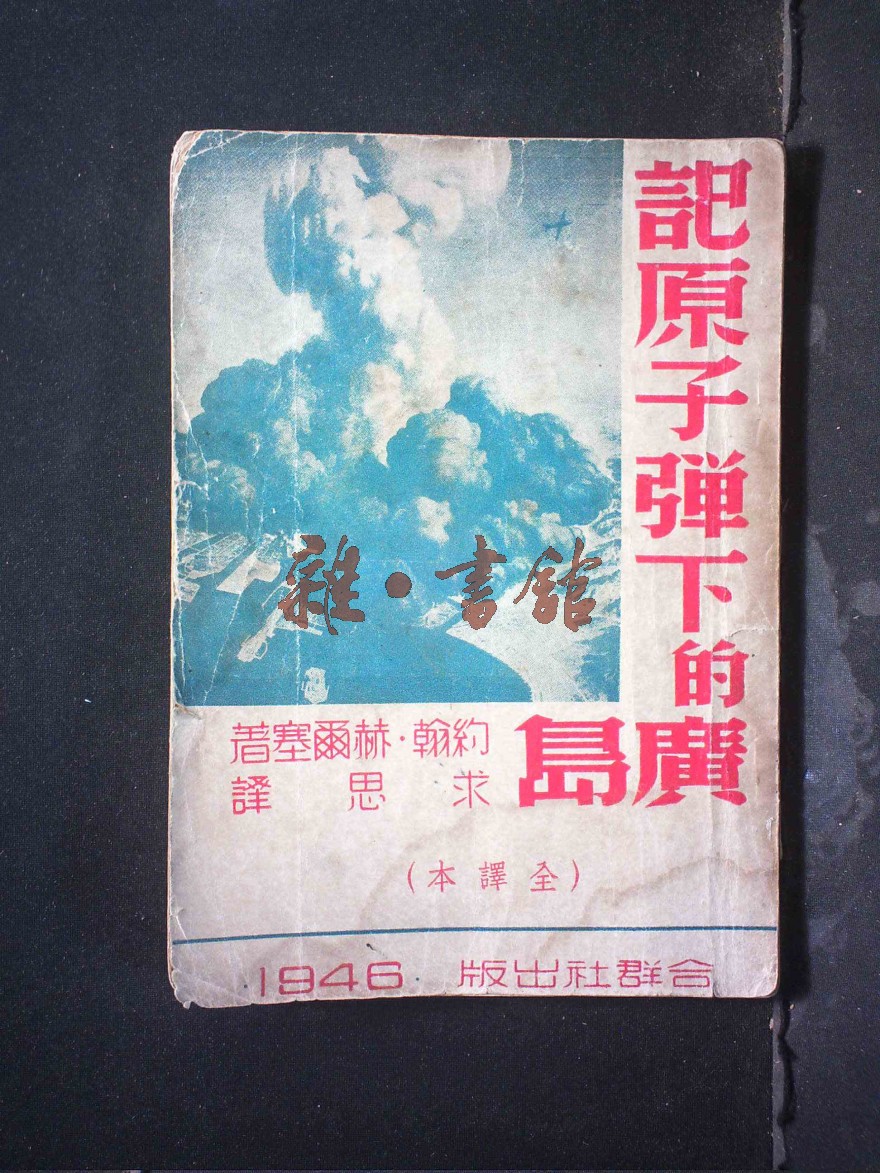 記原子弾下的廣島
雜·書館
約翰·赫爾塞著
求思譯
(全譯本)
合群社出版 1946